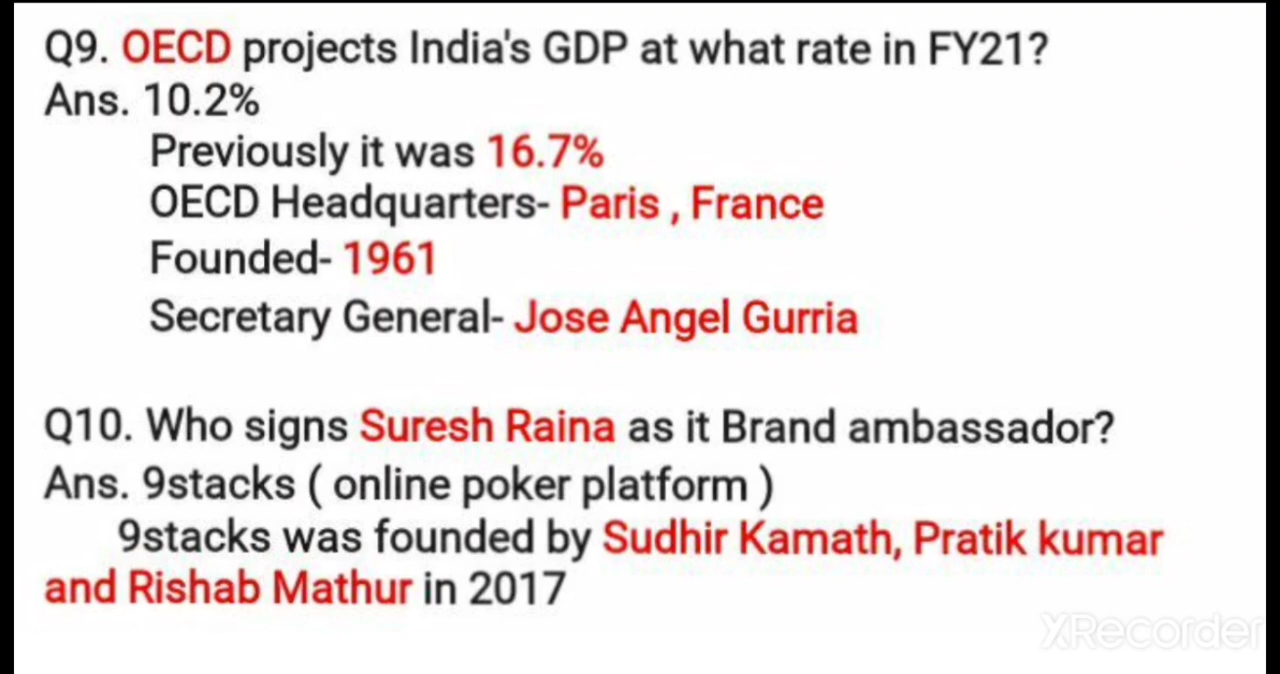 Q9. OECD projects India's GDP at what rate in FY21?
Ans. 10.2%
Previously it was 16.7%
OECD Headquarters- Paris , France
Founded- 1961
Secretary General- Jose Angel Gurria
Q10. Who signs Suresh Raina as it Brand ambassador?
Ans. 9stacks ( online poker platform )
9stacks was founded by Sudhir Kamath, Pratik kumar
and Rishab Mathur in 2017
XRecorder